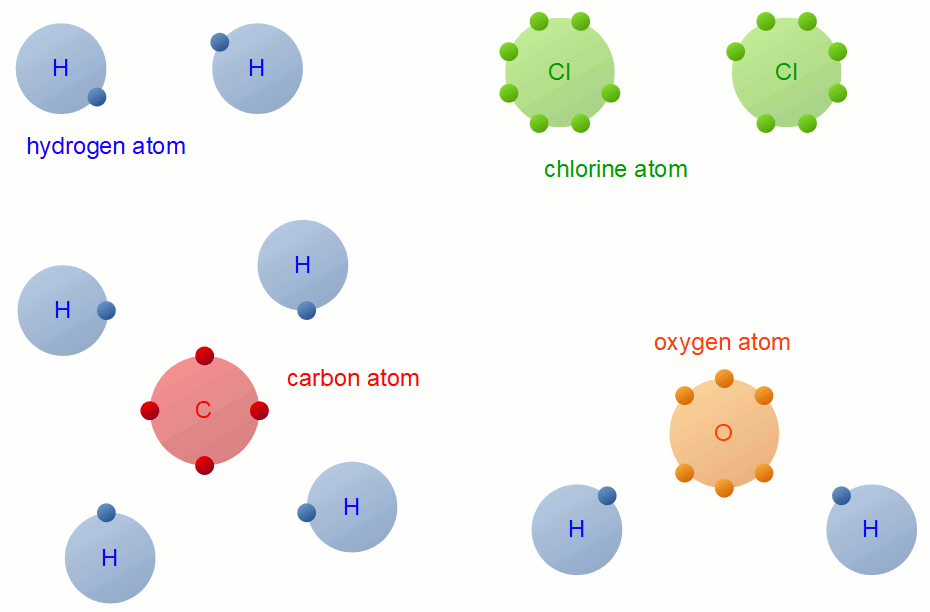 H
H
Cl
Cl
hydrogen atom
chlorine atom
H
H
C
carbon atom
H
H
oxygen atom
O
H
H